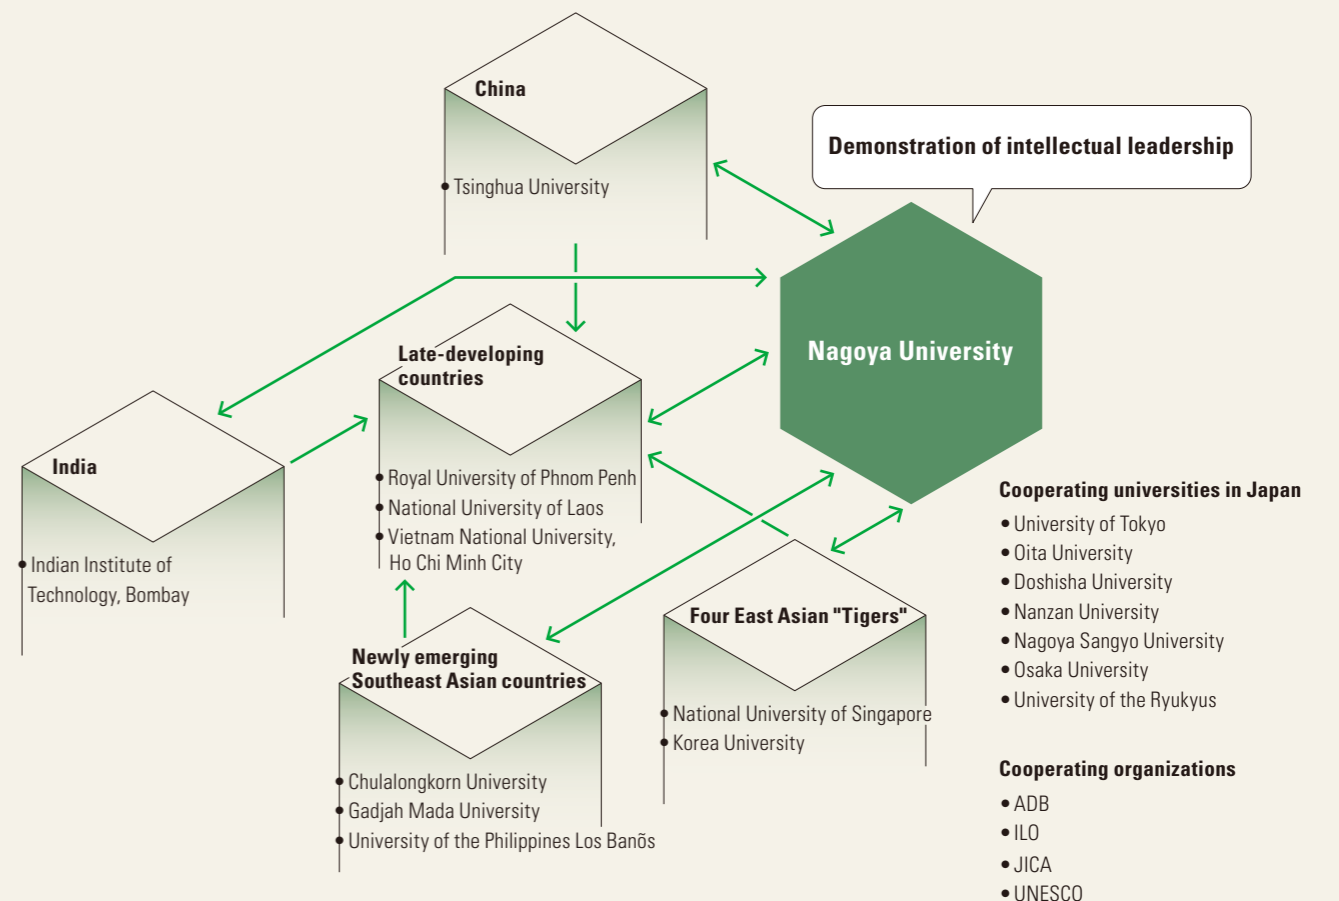 China
• Tsinghua University
Demonstration of intellectual leadership
Nagoya University
Late-developing
countries
• Royal University of Phnom Penh
• National University of Laos
• Vietnam National University,
Ho Chi Minh City
India
• Indian Institute of
Technology, Bombay
Newly emerging
Southeast Asian countries
• Chulalongkorn University
• Gadjah Mada University
• University of the Philippines Los Banõs
Four East Asian "Tigers"
• National University of Singapore
• Korea University
Cooperating universities in Japan
• University of Tokyo
• Oita University
• Doshisha University
• Nanzan University
• Nagoya Sangyo University
• Osaka University
• University of the Ryukyus
Cooperating organizations
• ADB
• ILO
• JICA
• UNESCO